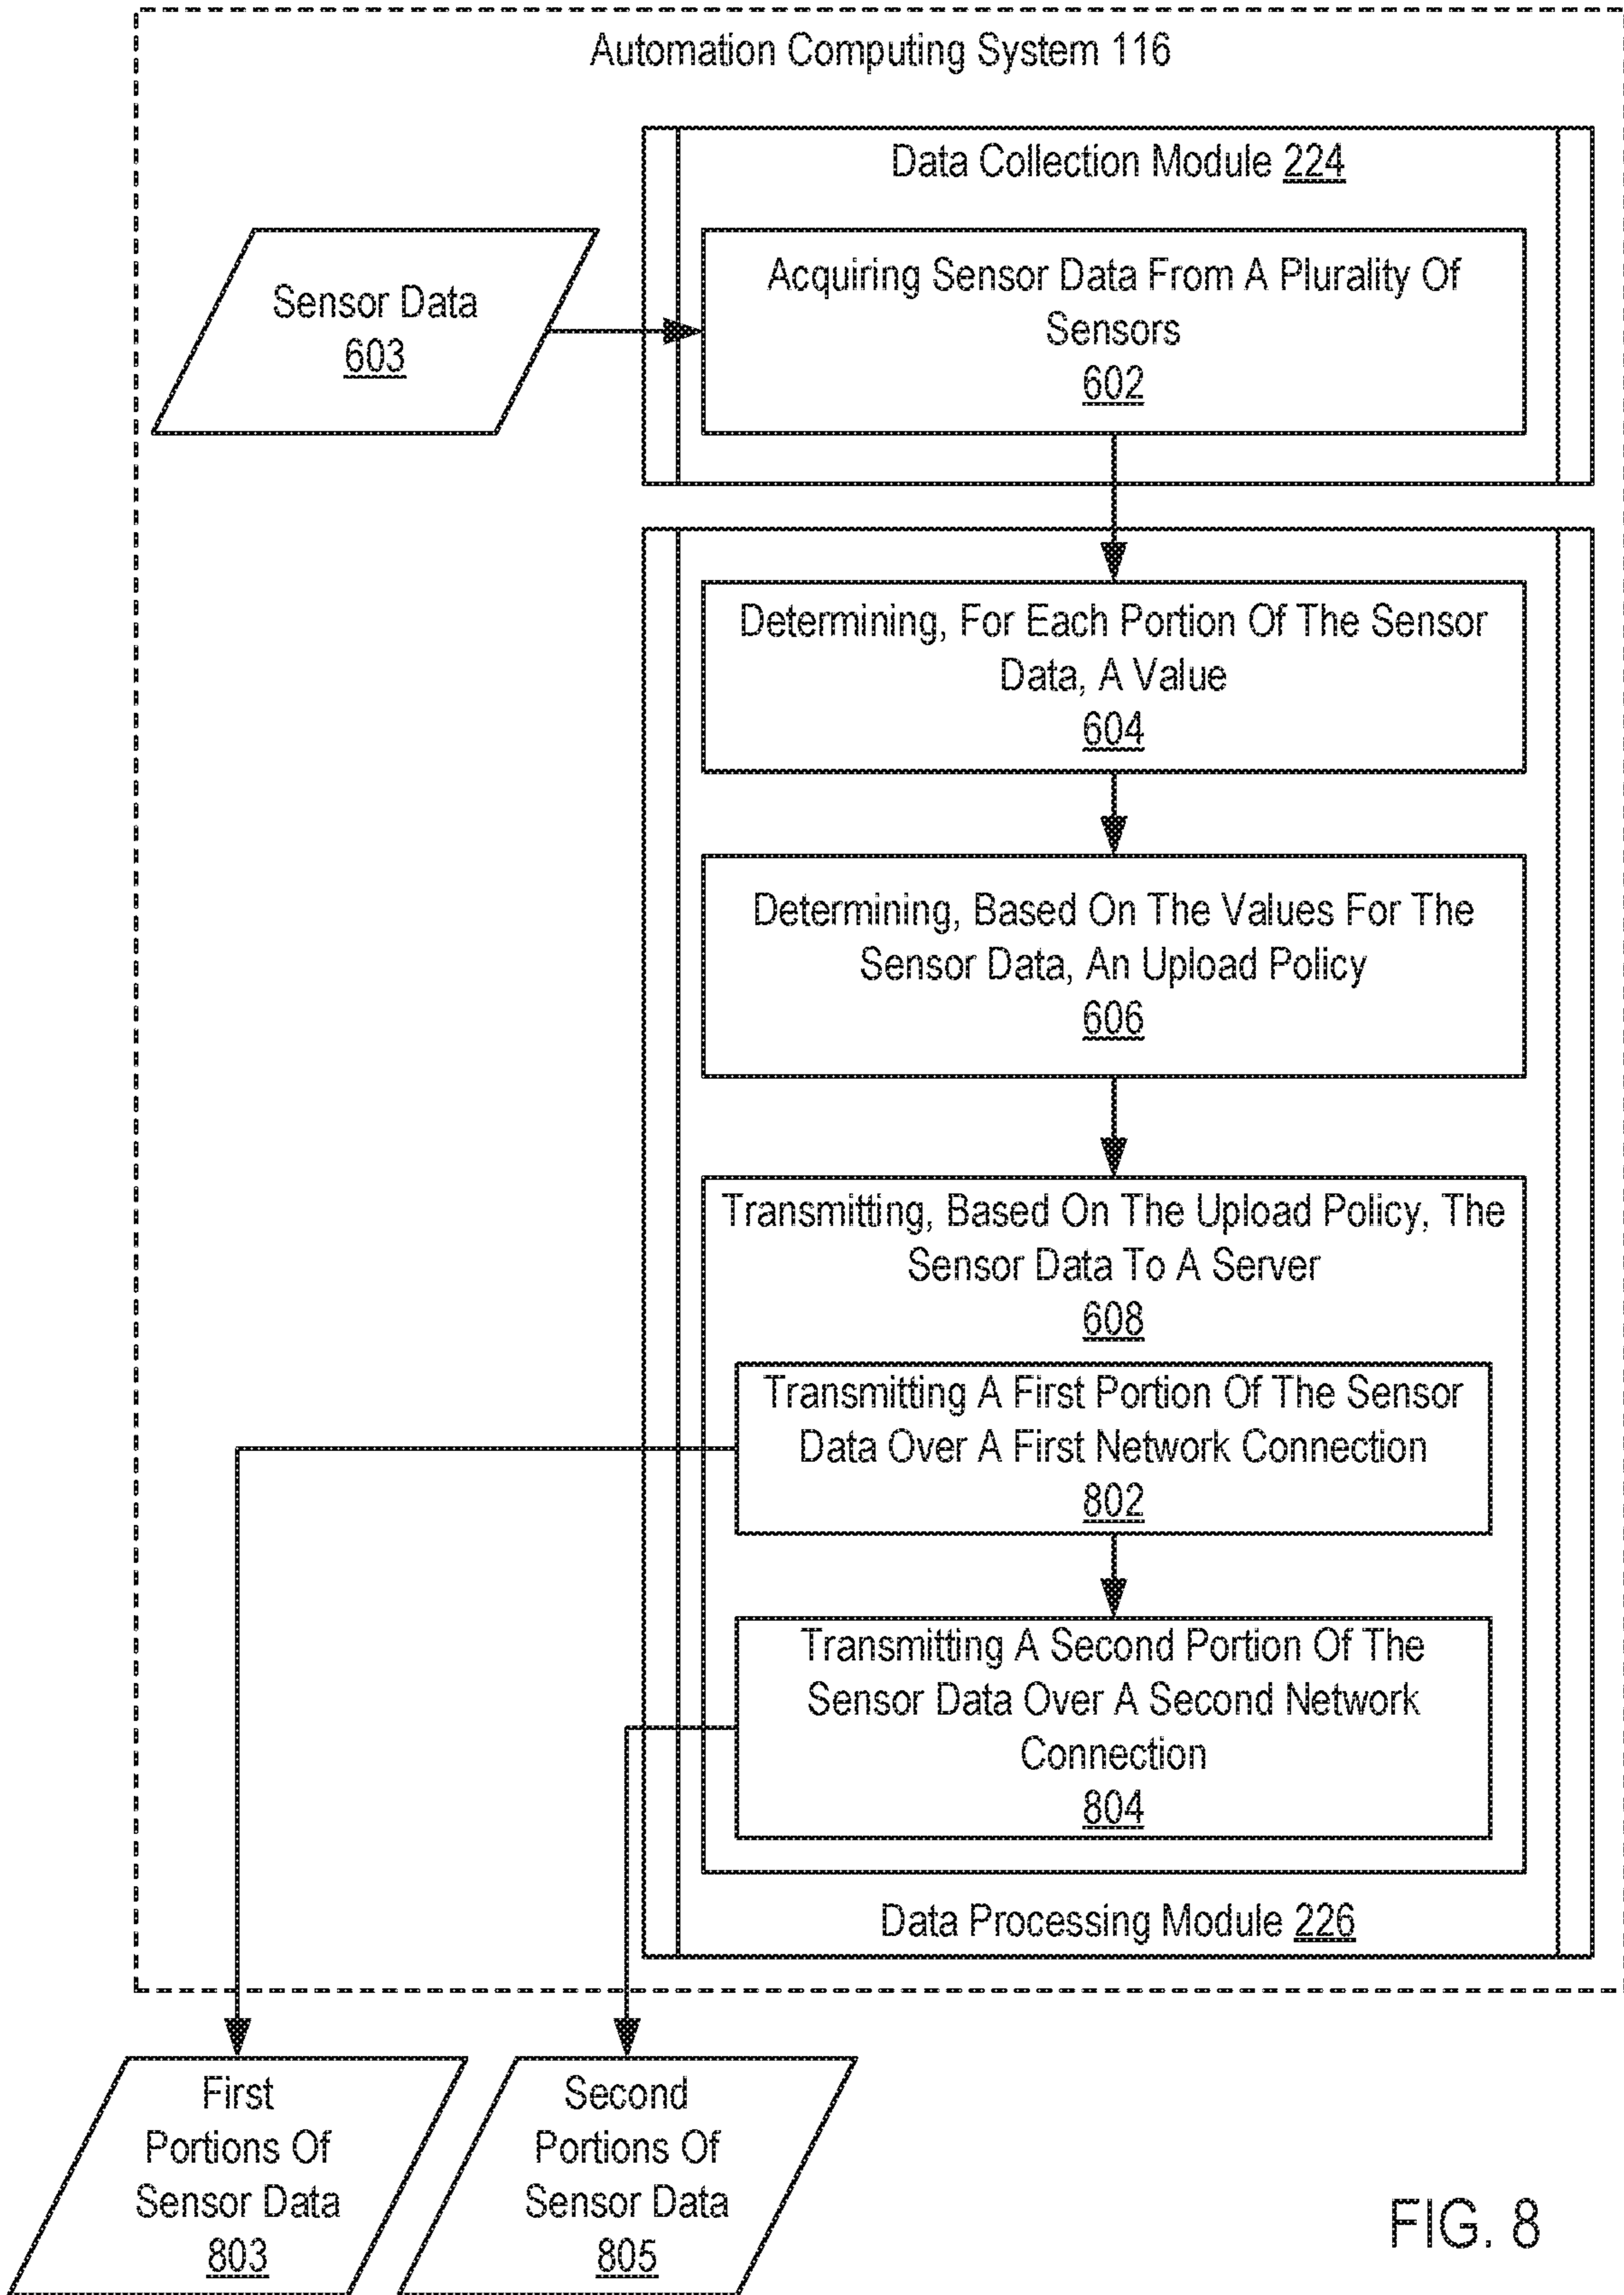 Automation Computing System 116
Data Collection Module 224
Sensor Data
603
Acquiring Sensor Data From A Plurality Of
Sensors
602
Determining, For Each Portion Of The Sensor
Data, A Value
604
Determining, Based On The Values For The
Sensor Data, An Upload Policy
606
Transmitting, Based On The Upload Policy, The
Sensor Data To A Server
608
Transmitting A First Portion Of The Sensor
Data Over A First Network Connection
802
Transmitting A Second Portion Of The
Sensor Data Over A Second Network
Connection
804
Data Processing Module 226
First
Portions Of
Sensor Data
803
Second
Portions Of
Sensor Data
805
FIG. 8